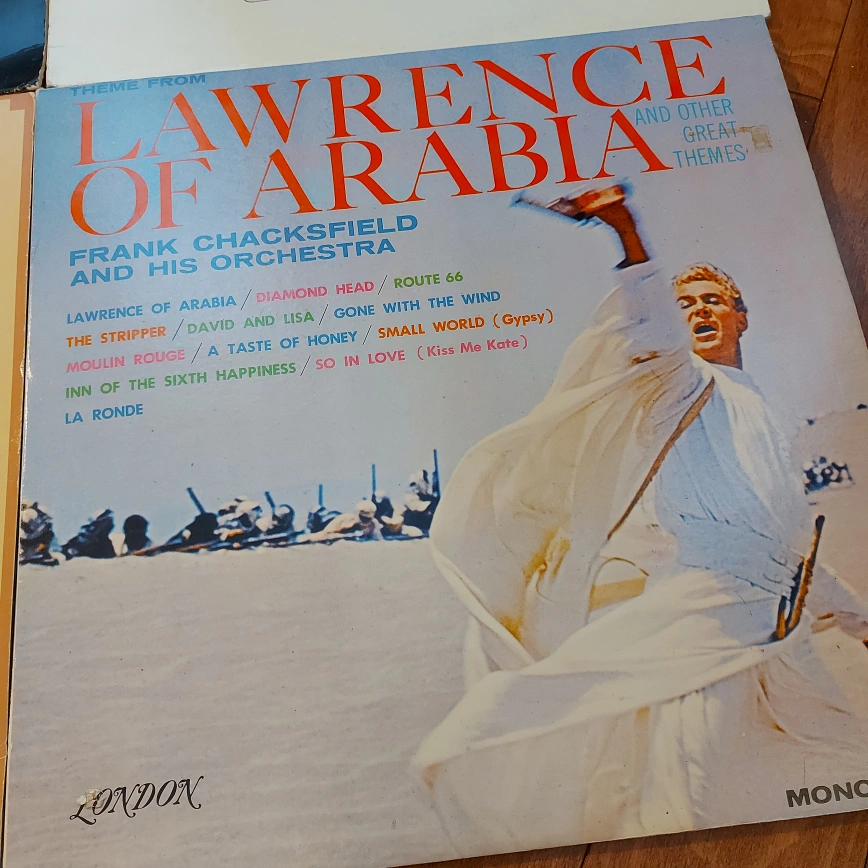 THEME FROM
LAWRENCE
OF ARABIA
AND OTHER
GREAT
THEMES
FRANK CHACKSFIELD
AND HIS ORCHESTRA
LAWRENCE OF ARABIA / DIAMOND HEAD / ROUTE 66
THE STRIPPER / DAVID AND LISA / GONE WITH THE WIND
MOULIN ROUGE / A TASTE OF HONEY / SMALL WORLD (Gypsy)
INN OF THE SIXTH HAPPINESS / SO IN LOVE (Kiss Me Kate)
LA RONDE
LONDON
MONO